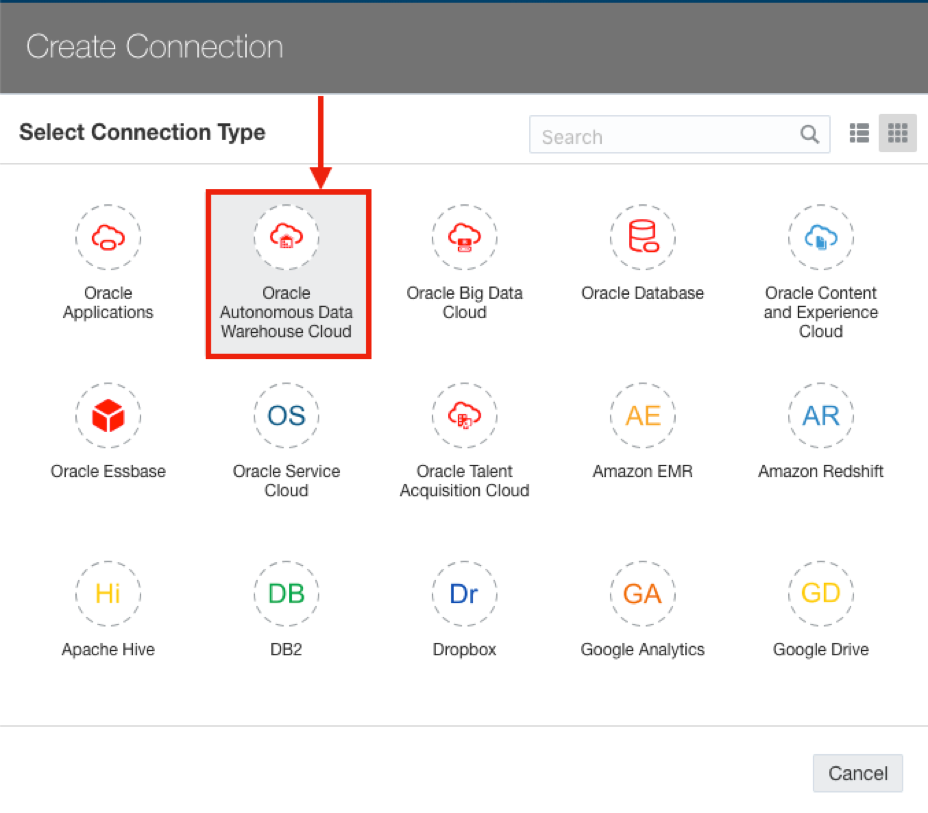 Create Connection
Select Connection Type
Search
Oracle
Applications
Oracle
Autonomous Data
Warehouse Cloud
Oracle Big Data
Cloud
Oracle Database
Oracle Content
and Experience
Cloud
Oracle Essbase
OS
Oracle Service
Cloud
Oracle Talent
Acquisition Cloud
AE
Amazon EMR
AR
Amazon Redshift
Hi
Apache Hive
DB
DB2
Dr
Dropbox
GA
Google Analytics
GD
Google Drive
Cancel